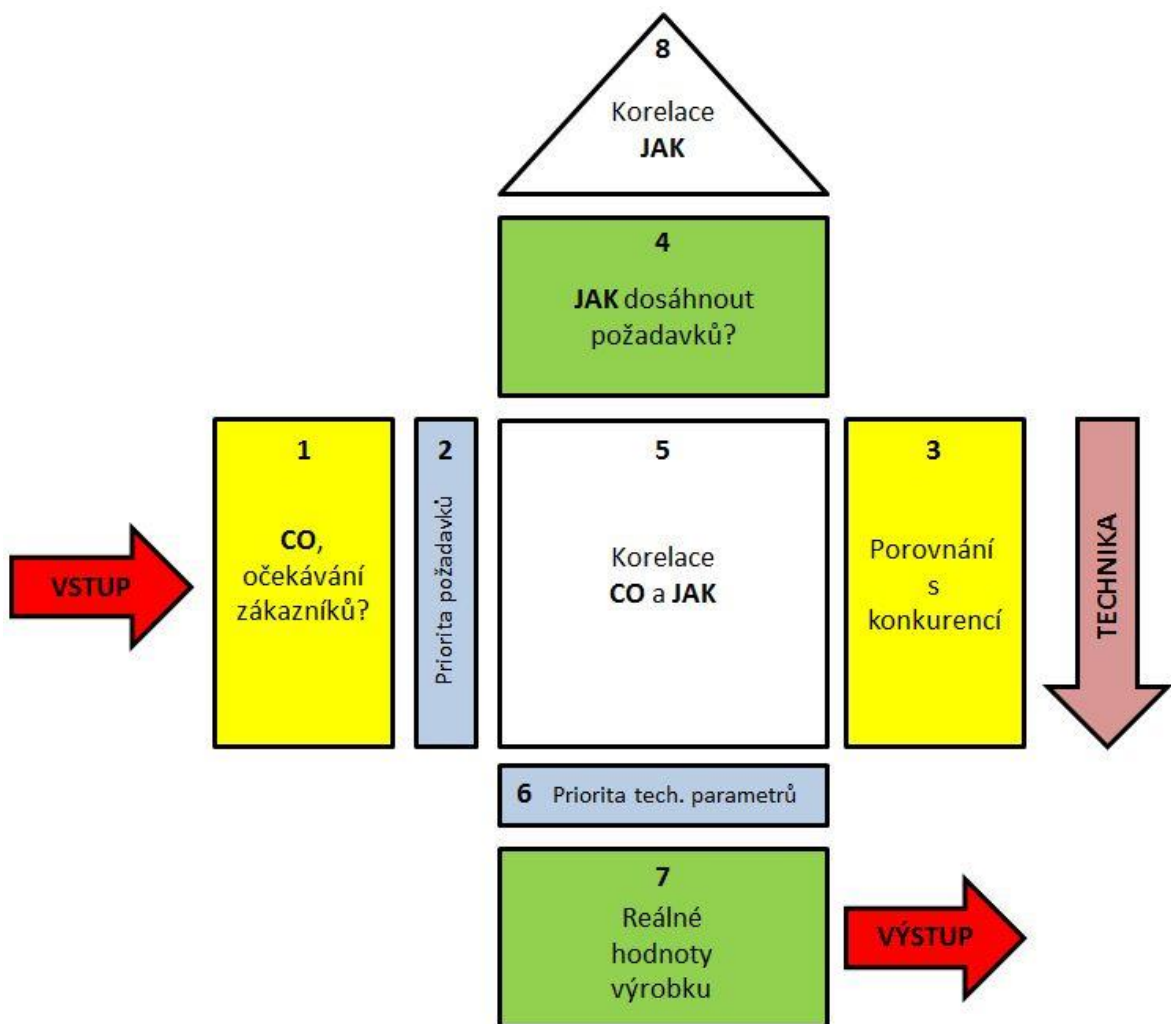 8
Korelace
JAK
4
JAK dosáhnout
požadavků?
VSTUP
1
CO,
očekávání
zákazníků?
2
Priorita požadavků
5
Korelace
CO a JAK
3
Porovnání
s
konkurencí
TECHNIKA
6 Priorita tech. parametrů
7
Reálné
hodnoty
výrobku
VÝSTUP